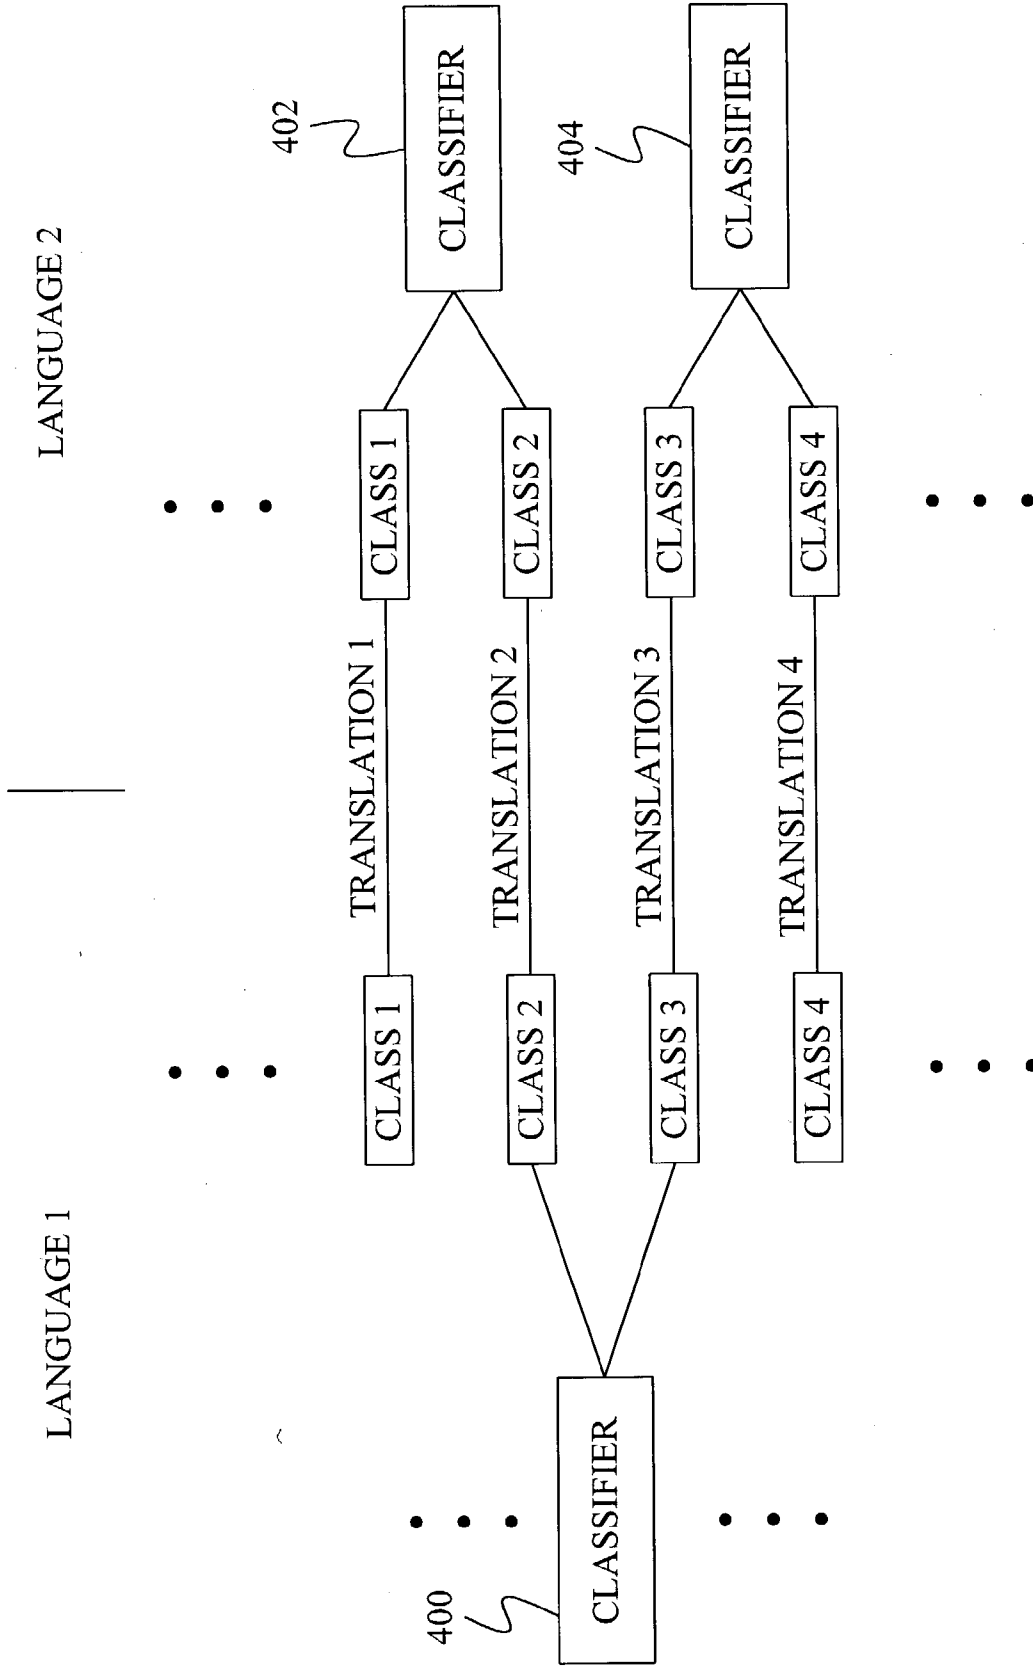 LANGUAGE 1
LANGUAGE 2
400
CLASSIFIER
CLASS 1
TRANSLATION 1
CLASS 1
CLASS 2
TRANSLATION 2
CLASS 2
CLASS 3
TRANSLATION 3
CLASS 3
CLASS 4
TRANSLATION 4
CLASS 4
402
CLASSIFIER
404
CLASSIFIER